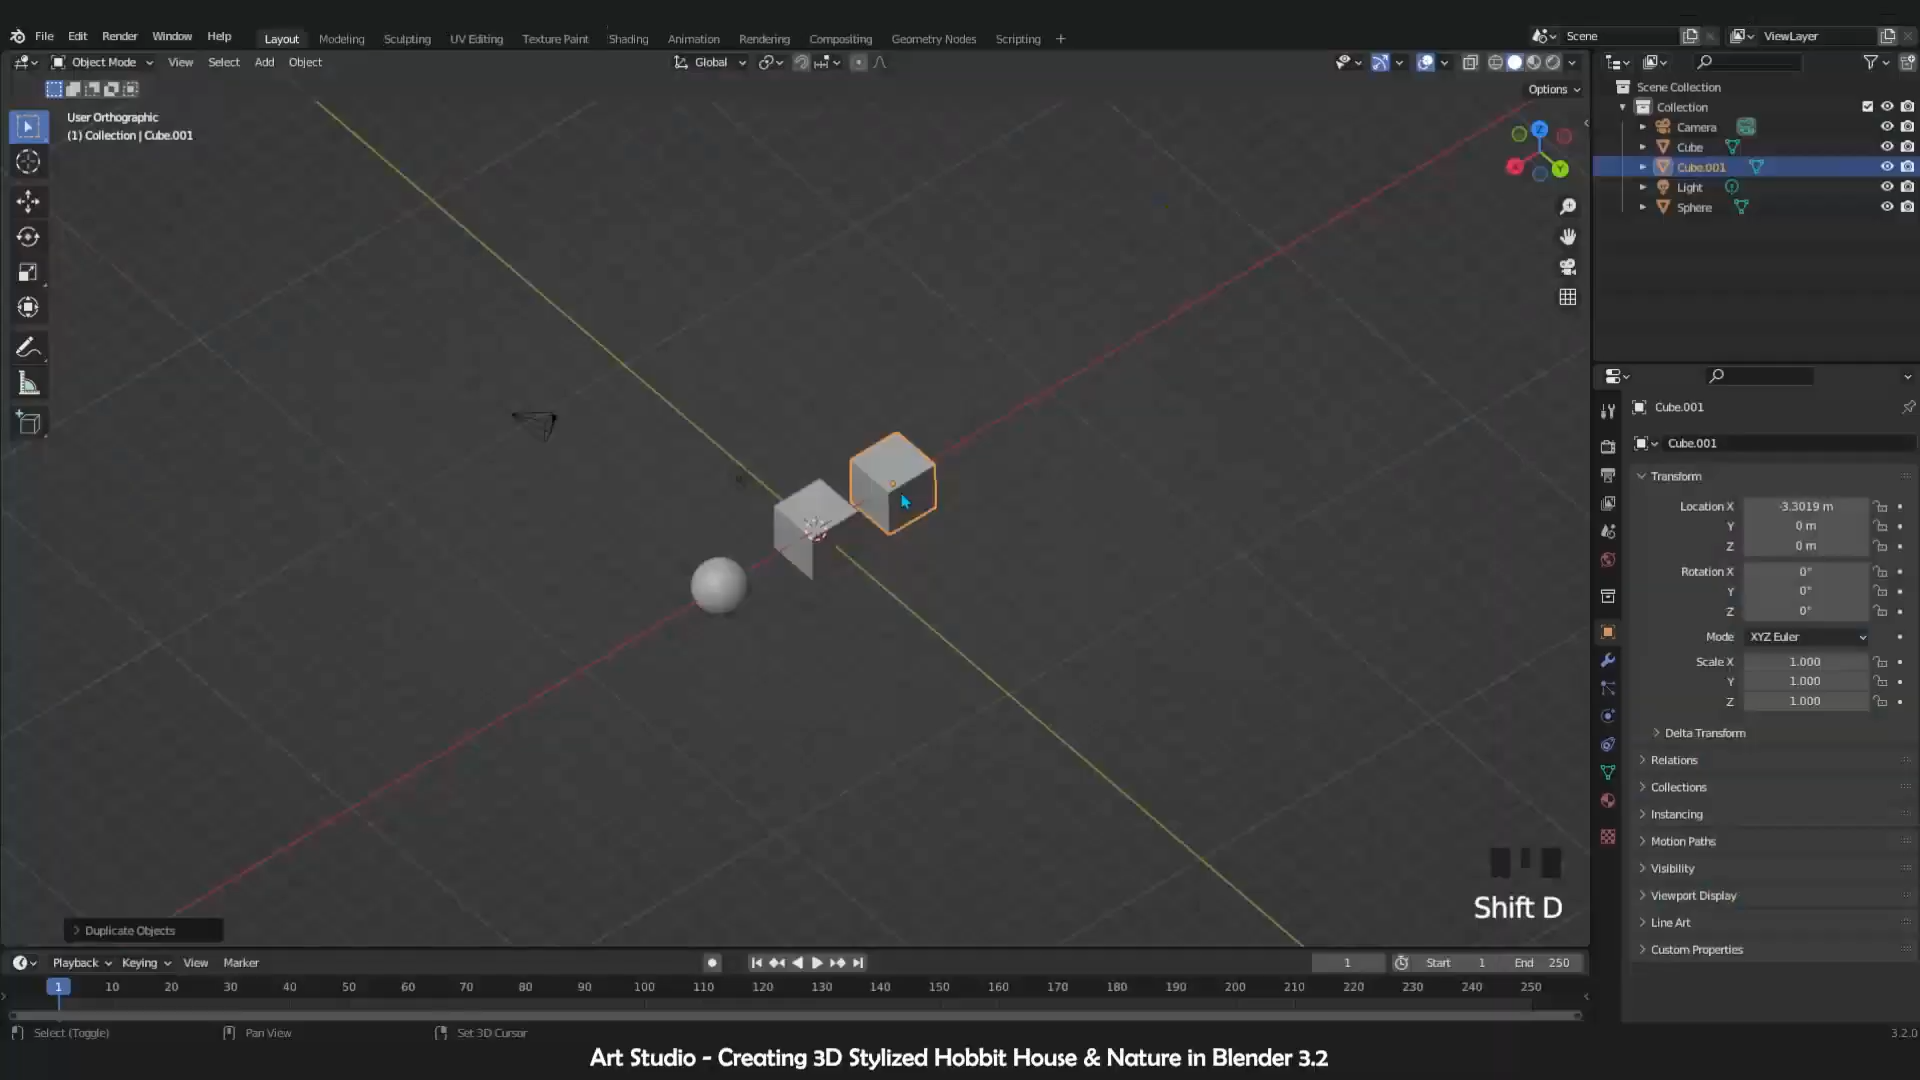 File Edit Render Window Help Layout Modeling Sculpting UV Editing Texture Paint Shading Animation Rendering Compositing Geometry Nodes Scripting + Scene ViewLayer
Object Mode View Select Add Object Global
Options
User Orthographic
(1) Collection | Cube.001
Z
X
Y
Scene Collection
Collection
Camera
Cube
Cube.001
Light
Sphere
Cube.001
Cube.001
Transform
Location X -3.3019 m
Y 0 m
Z 0 m
Rotation X 0°
Y 0°
Z 0°
Mode XYZ Euler
Scale X 1.000
Y 1.000
Z 1.000
Delta Transform
Relations
Collections
Instancing
Motion Paths
Visibility
Viewport Display
Line Art
Custom Properties
Shift D
Duplicate Objects
Playback Keying View Marker 1 Start 1 End 250
1 10 20 30 40 50 60 70 80 90 100 110 120 130 140 150 160 170 180 190 200 210 220 230 240 250
Select (Toggle) Pan View Set 3D Cursor 3.2.0
Art Studio - Creating 3D Stylized Hobbit House & Nature in Blender 3.2